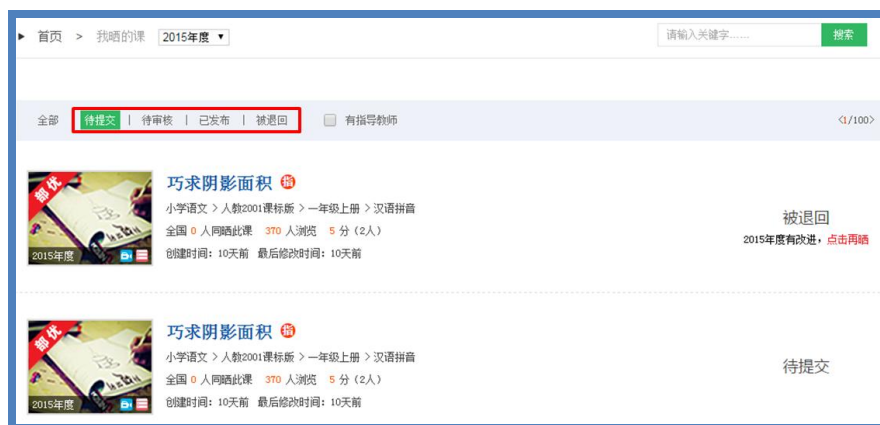 首页 > 我晒的课 2015年度
请输入关键字…… 搜索
全部 待提交 | 待审核 | 已发布 | 被退回 有指导教师 <1/100>
部优
2015年度
巧求阴影面积 指
小学语文 > 人教2001课标版 > 一年级上册 > 汉语拼音
全国 0 人同晒此课 370 人浏览 5 分 (2人)
创建时间: 10天前 最后修改时间: 10天前
被退回
2015年度有改进，点击再晒
部优
2015年度
巧求阴影面积 指
小学语文 > 人教2001课标版 > 一年级上册 > 汉语拼音
全国 0 人同晒此课 370 人浏览 5 分 (2人)
创建时间: 10天前 最后修改时间: 10天前
待提交